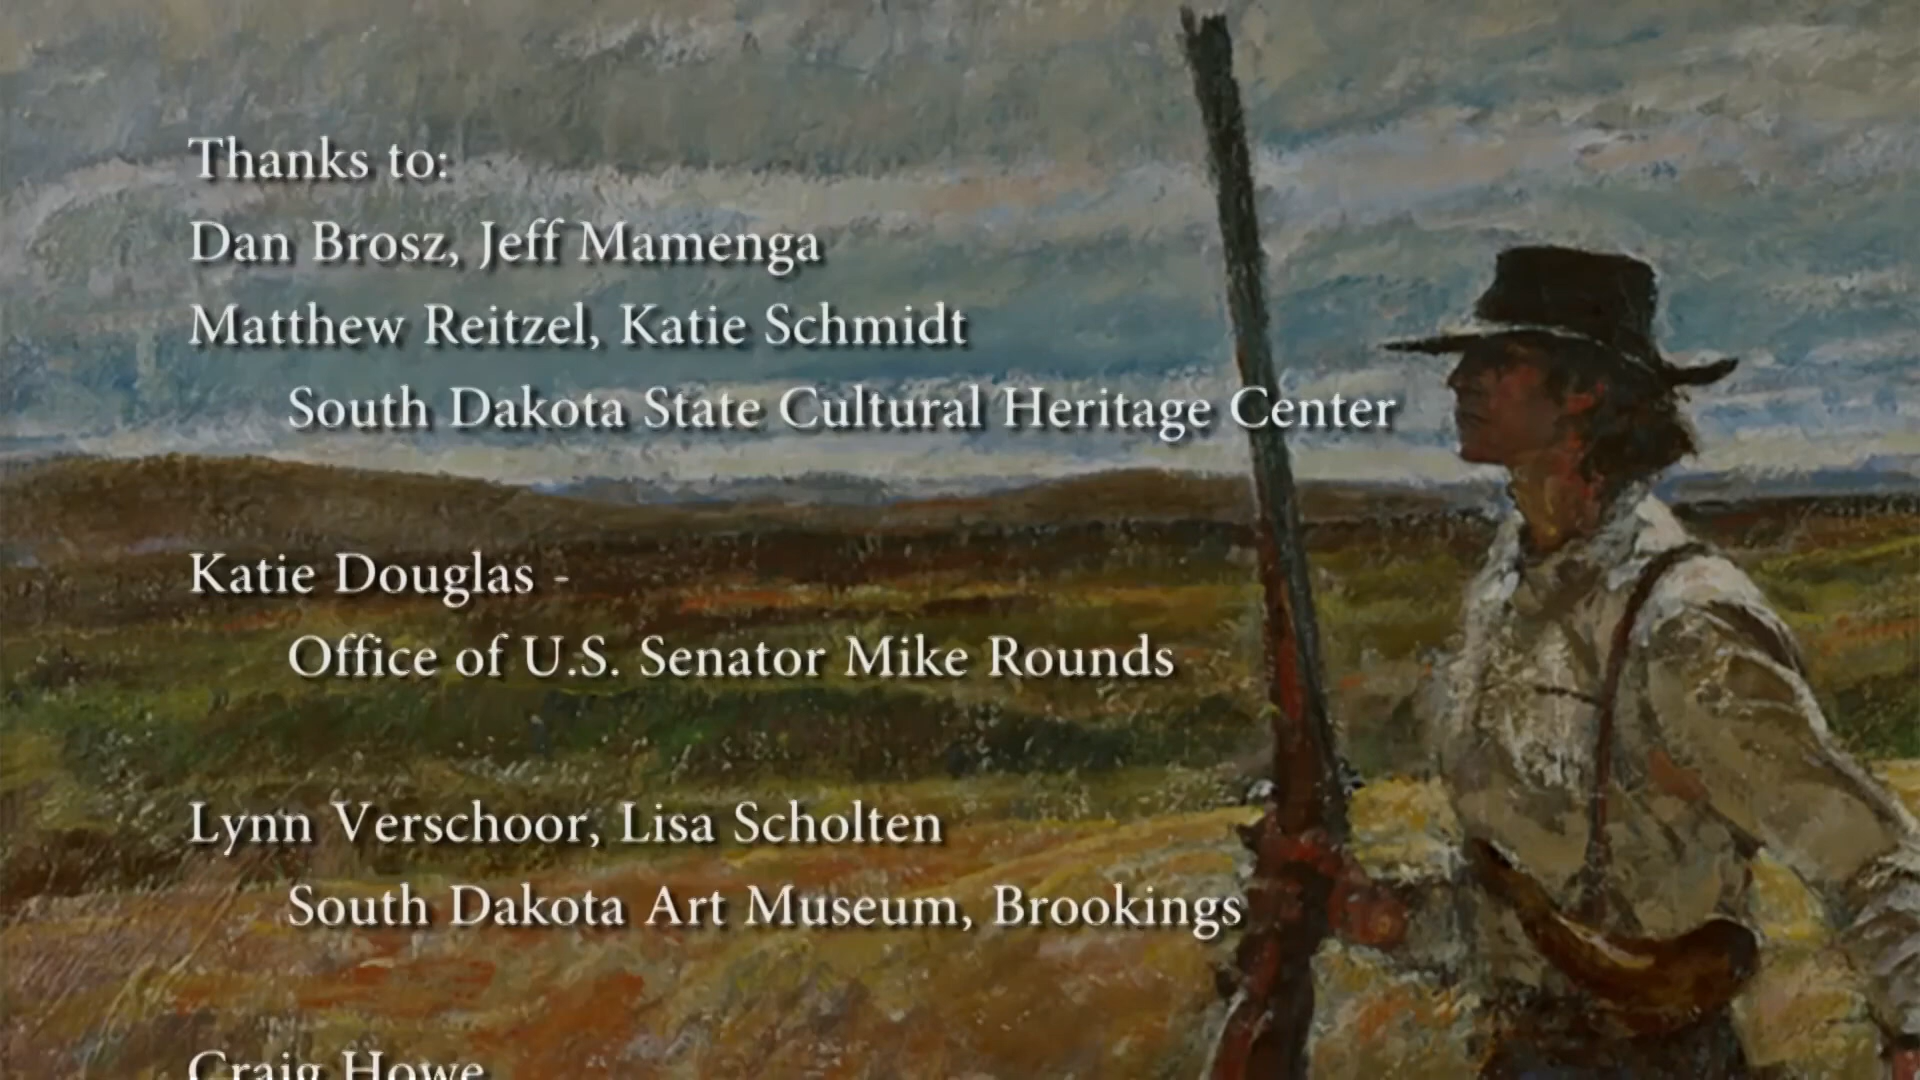 Thanks to:
Dan Brosz, Jeff Mamenga
Matthew Reitzel, Katie Schmidt
South Dakota State Cultural Heritage Center
Katie Douglas -
Office of U.S. Senator Mike Rounds
Lynn Verschoor, Lisa Scholten
South Dakota Art Museum, Brookings
Craig Howe